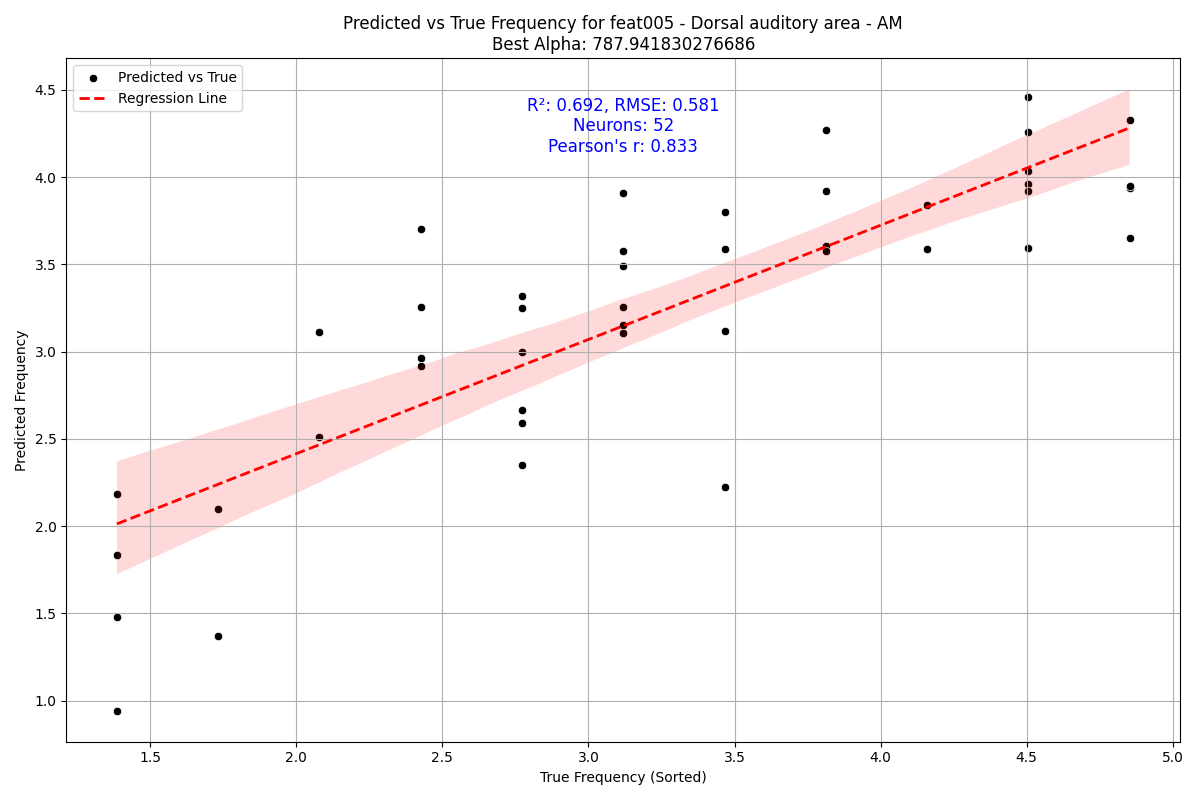 Predicted vs True Frequency for feat005 - Dorsal auditory area - AM
Best Alpha: 787.941830276686
Predicted vs True
Regression Line
R²: 0.692, RMSE: 0.581
Neurons: 52
Pearson's r: 0.833
Predicted Frequency
4.5
4.0
3.5
3.0
2.5
2.0
1.5
1.0
1.5 2.0 2.5 3.0 3.5 4.0 4.5 5.0
True Frequency (Sorted)